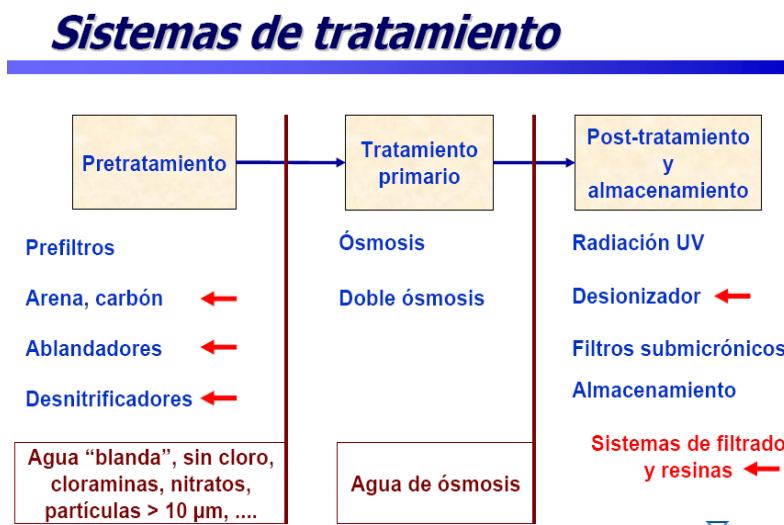 Sistemas de tratamiento
Pretratamiento
Tratamiento
primario
Post-tratamiento
y
almacenamiento
Prefiltros
Arena, carbón
Ablandadores
Desnitrificadores
Agua “blanda”, sin cloro,
cloraminas, nitratos,
partículas > 10 µm, ....
Ósmosis
Doble ósmosis
Agua de ósmosis
Radiación UV
Desionizador
Filtros submicrónicos
Almacenamiento
Sistemas de filtrado
y resinas